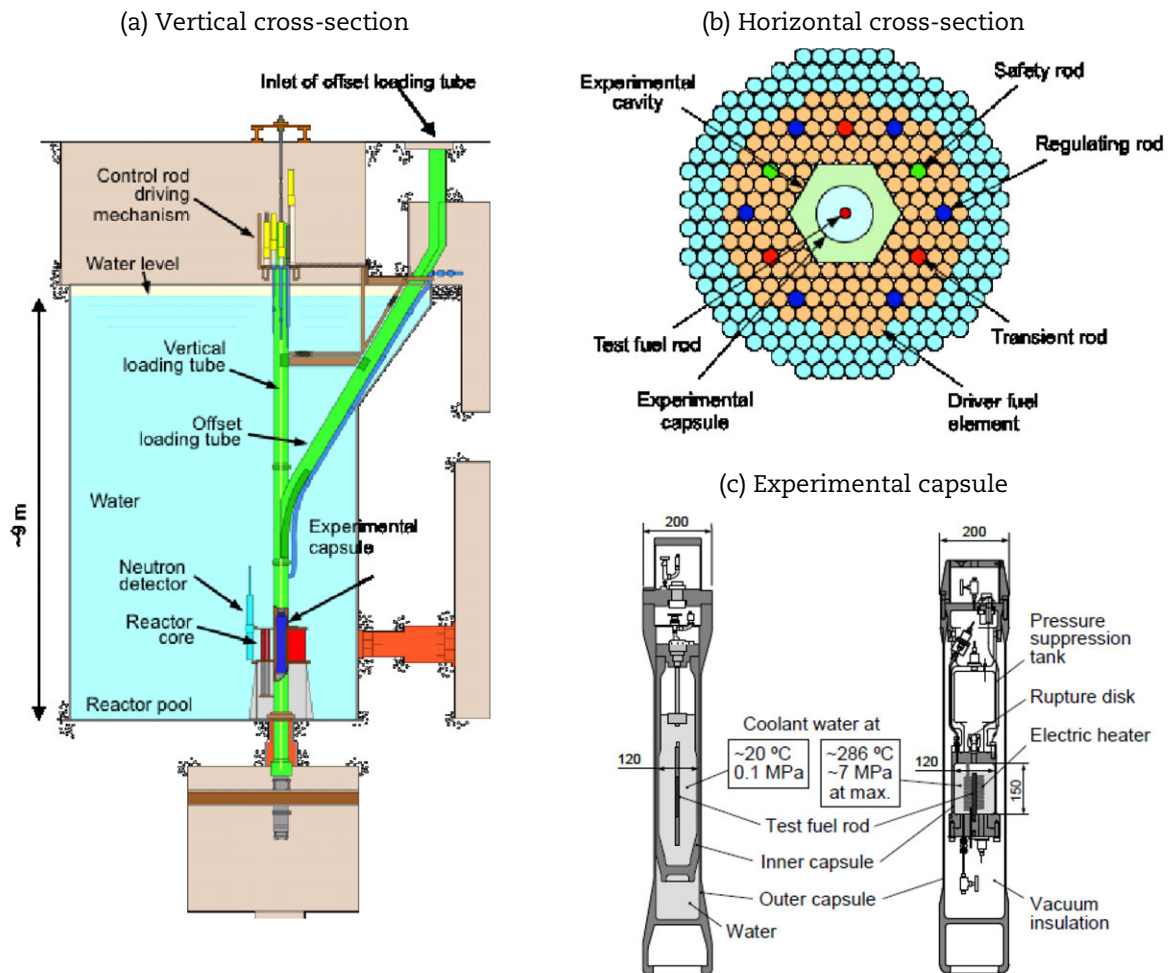 (a) Vertical cross-section
Inlet of offset loading tube
Control rod
driving
mechanism
Water level
Vertical
loading tube
Offset
loading tube
Water
~9 m
Experimental
capsule
Neutron
detector
Reactor
core
Reactor pool
(b) Horizontal cross-section
Experimental
cavity
Safety rod
Regulating rod
Test fuel rod
Transient rod
Experimental
capsule
Driver fuel
element
(c) Experimental capsule
200
200
Pressure
suppression
tank
Rupture disk
Electric heater
Coolant water at
~20 ºC
0.1 MPa
~286 ºC
~7 MPa
at max.
120
120
150
Test fuel rod
Inner capsule
Outer capsule
Water
Vacuum
insulation